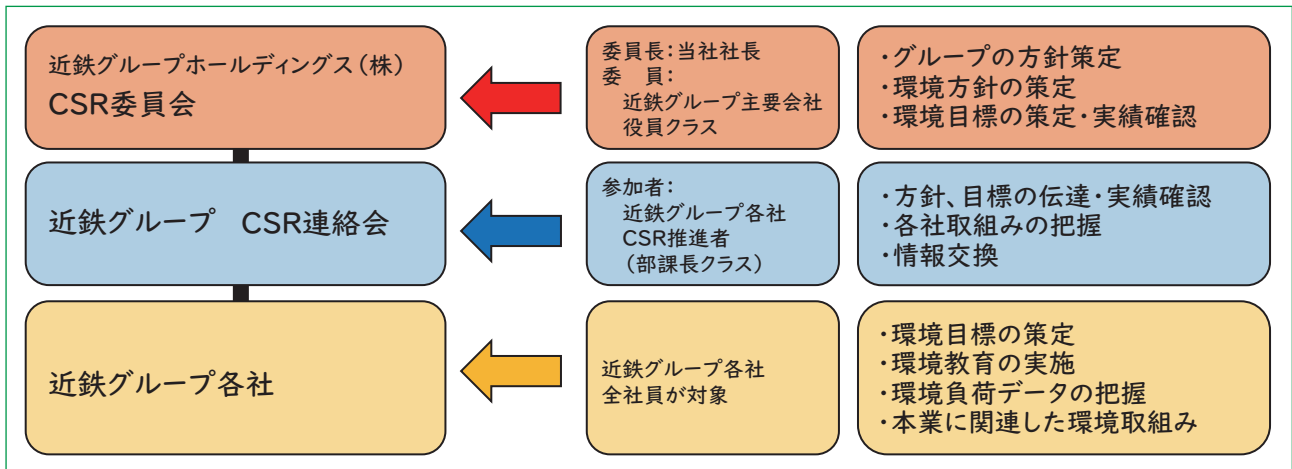 近鉄グループホールディングス(株)
CSR委員会
委員長:当社社長
委　員:
近鉄グループ主要会社
役員クラス
・グループの方針策定
・環境方針の策定
・環境目標の策定・実績確認
近鉄グループ　CSR連絡会
参加者:
近鉄グループ各社
CSR推進者
(部課長クラス)
・方針、目標の伝達・実績確認
・各社取組みの把握
・情報交換
近鉄グループ各社
近鉄グループ各社
全社員が対象
・環境目標の策定
・環境教育の実施
・環境負荷データの把握
・本業に関連した環境取組み